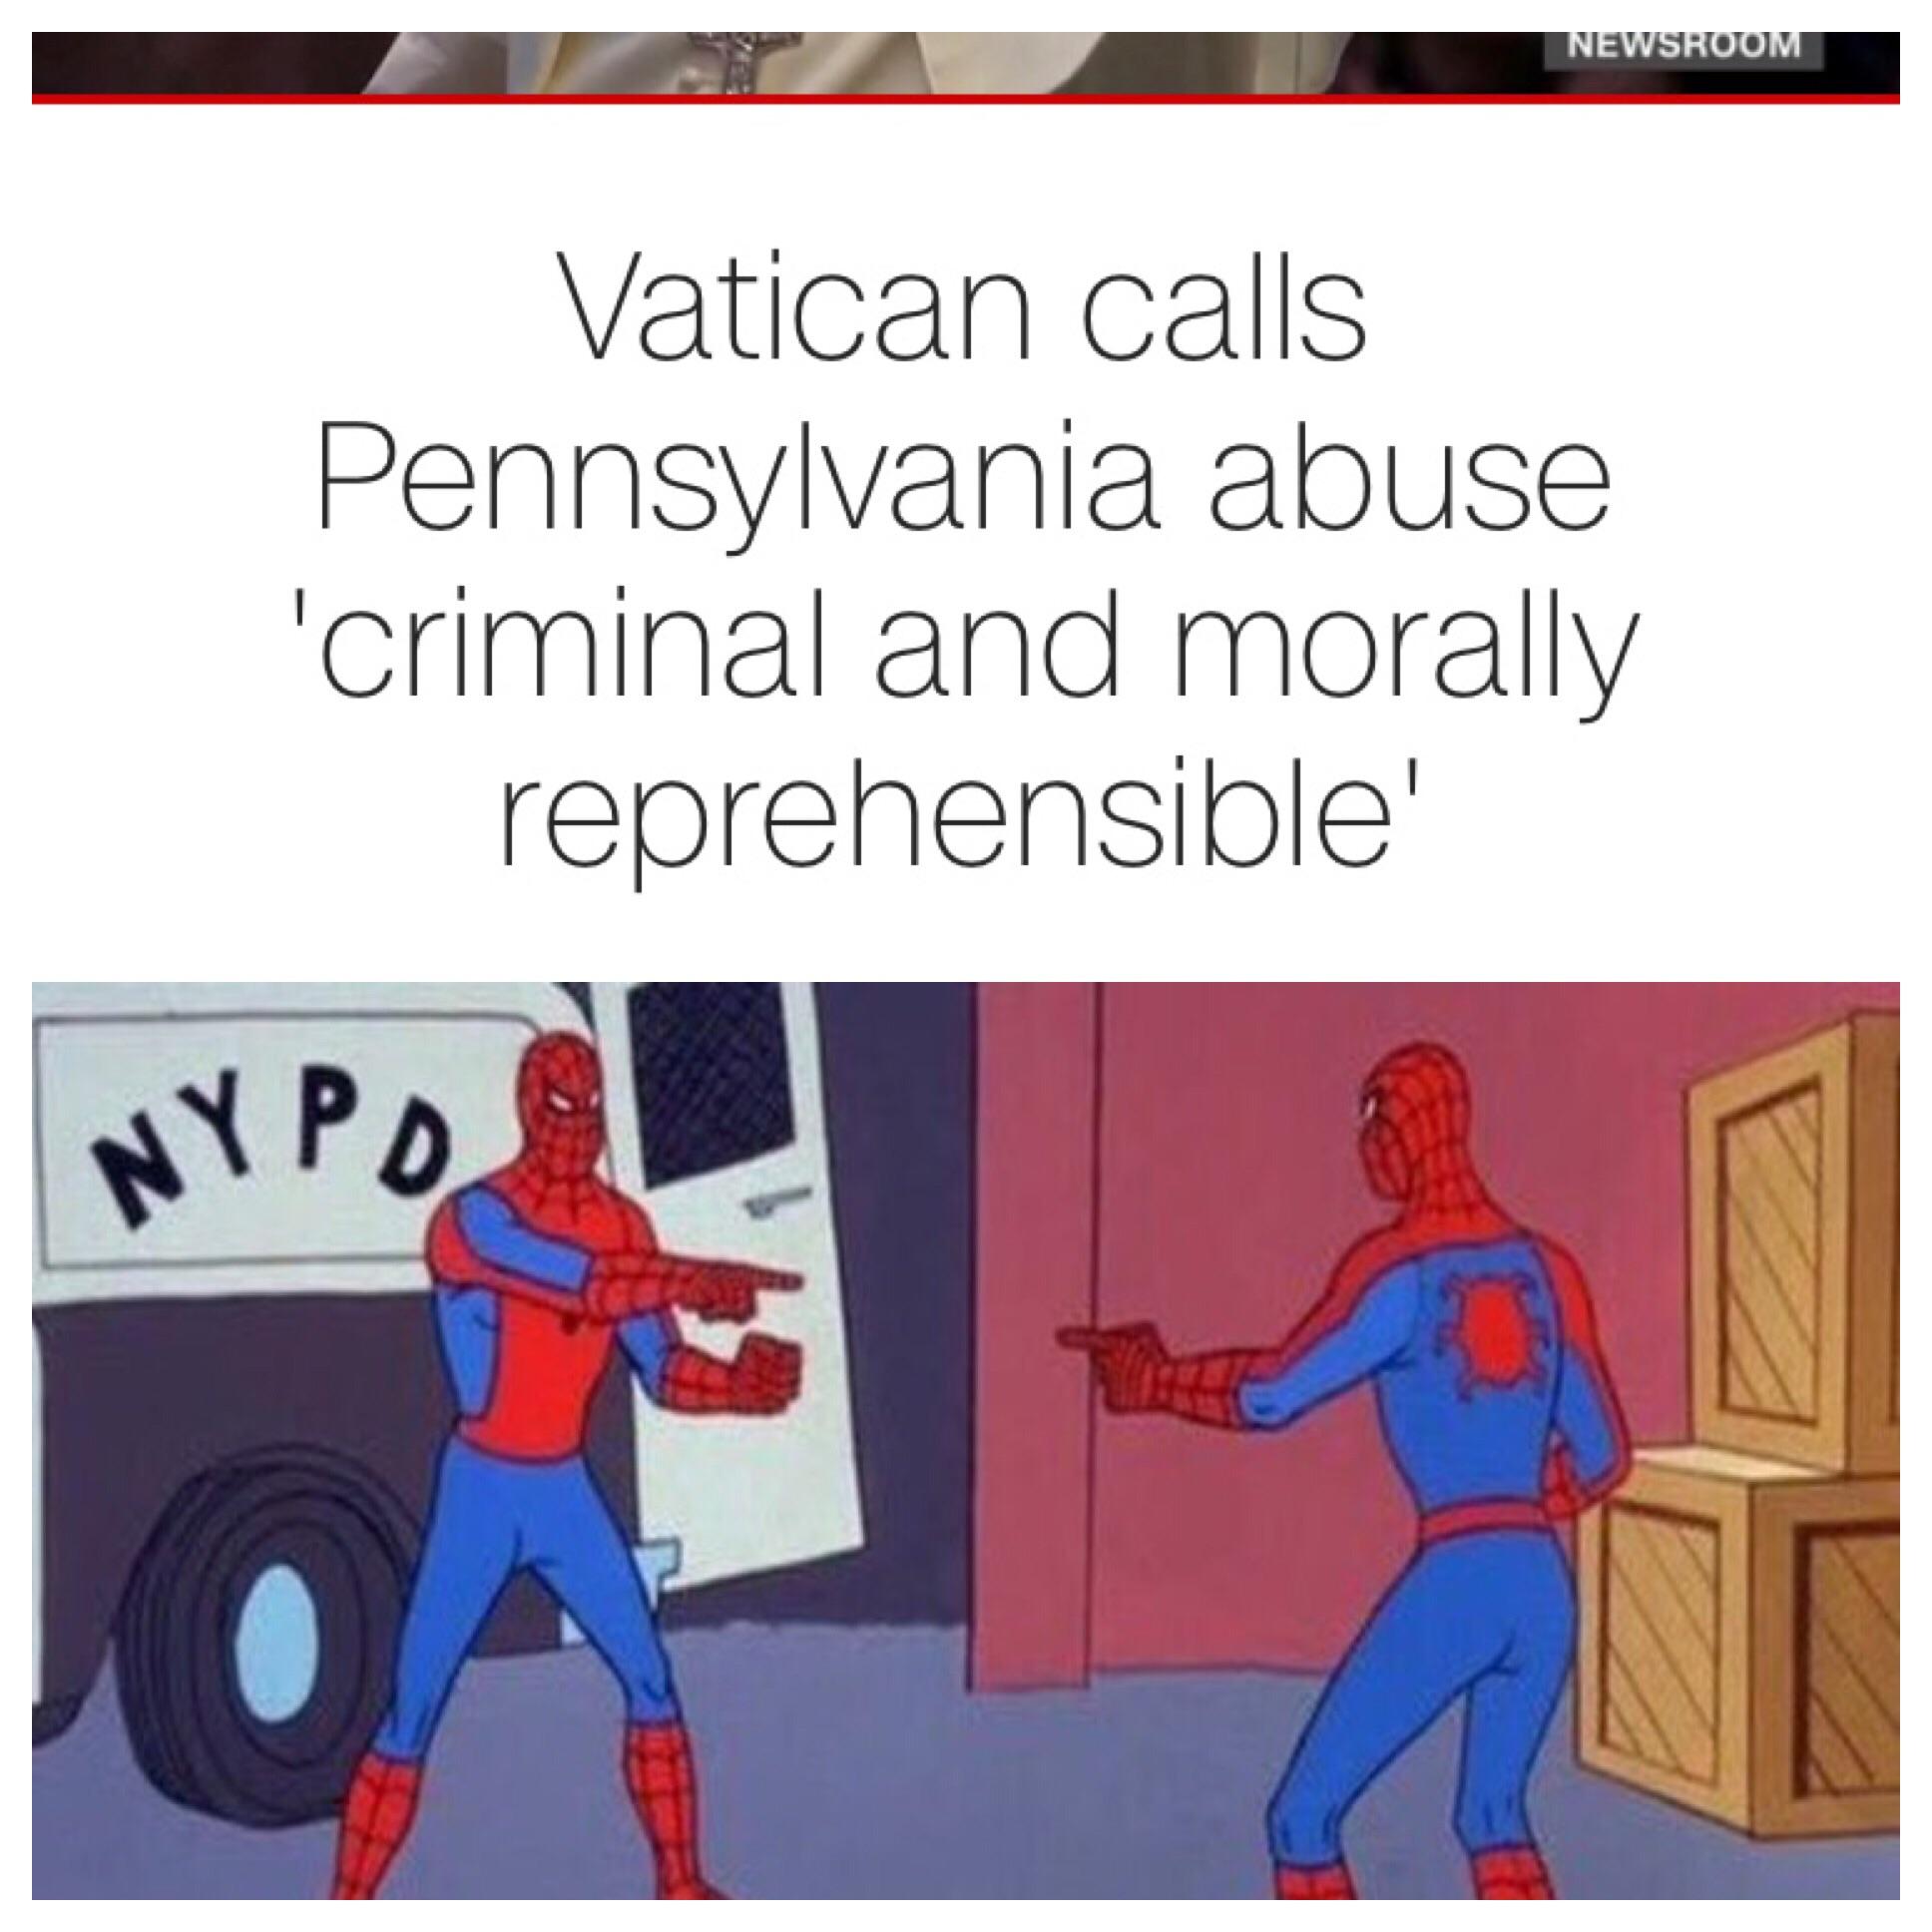 NEWSROOM
Vatican calls
Pennsylvania abuse
'criminal and morally
reprehensible'
NYPD